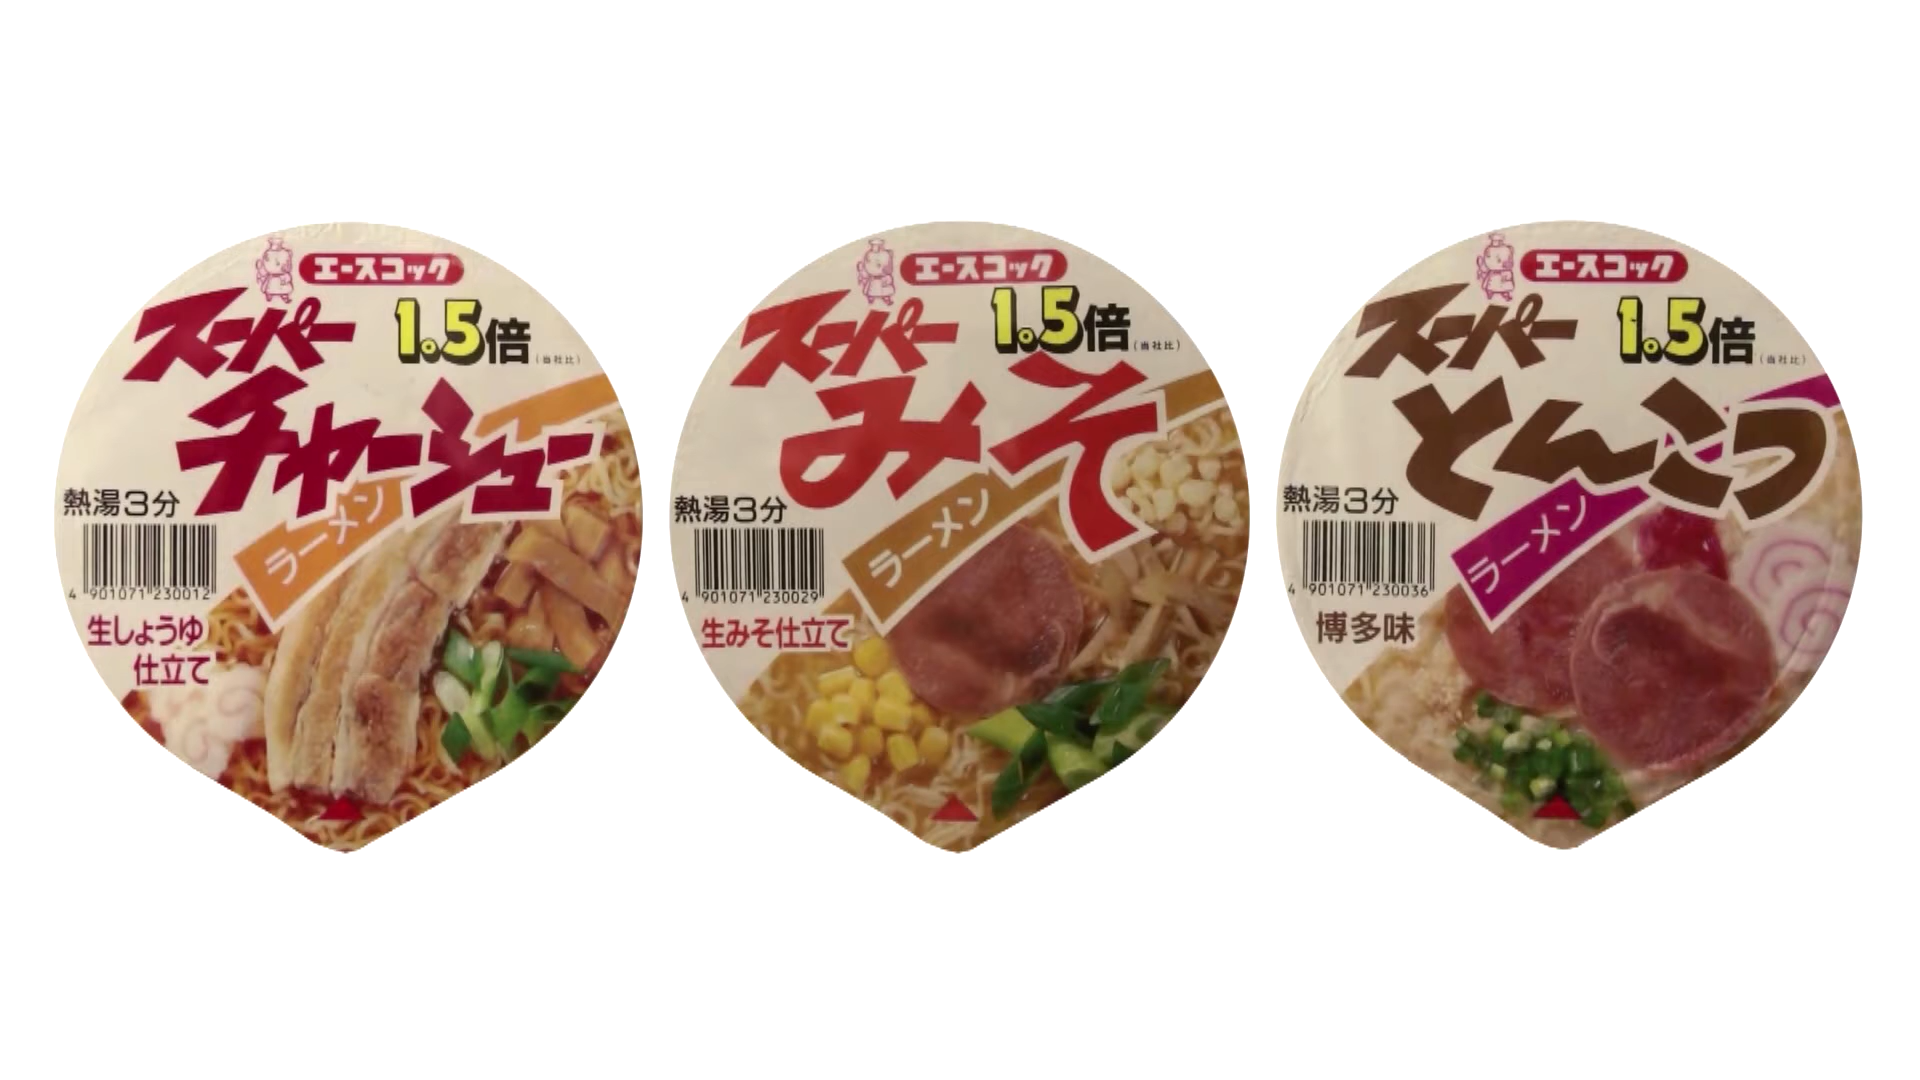 エースコック
スーパー
1.5倍
(当社比)
チャーシュー
ラーメン
熱湯3分
4 901071 230012
生しょうゆ
仕立て
エースコック
スーパー
1.5倍
(当社比)
みそ
ラーメン
熱湯3分
4 901071 230029
生みそ仕立て
エースコック
スーパー
1.5倍
(当社比)
とんこつ
ラーメン
熱湯3分
4 901071 230036
博多味